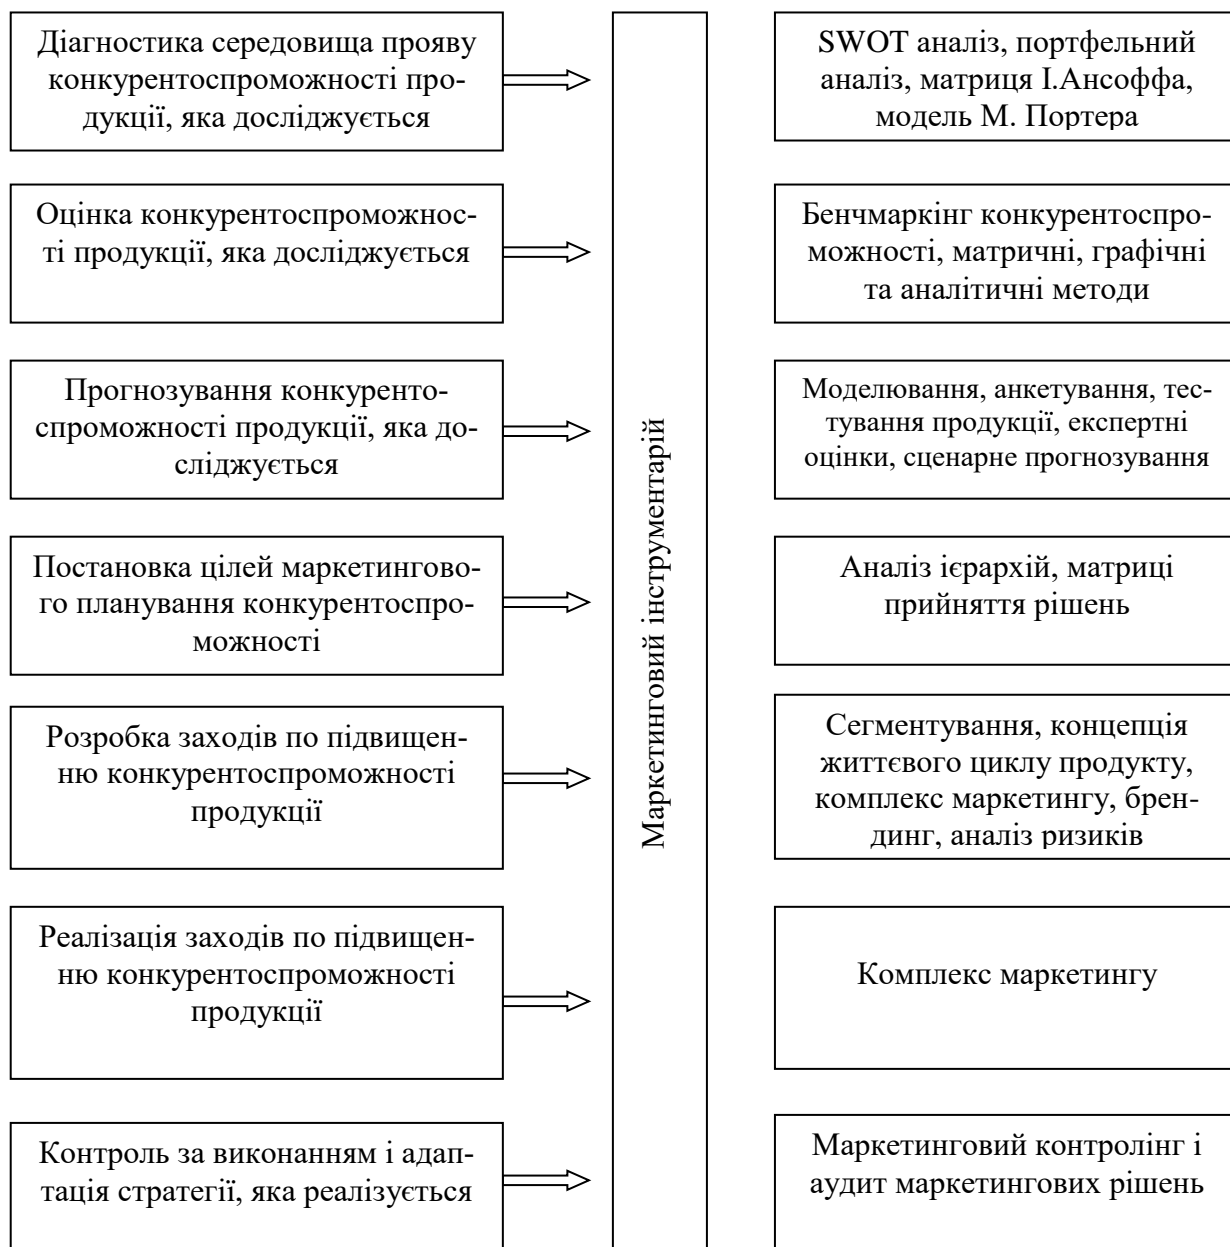 Діагностика середовища прояву
конкурентоспроможності про-
дукції, яка досліджується
SWOT аналіз, портфельний
аналіз, матриця І.Ансоффа,
модель М. Портера
Оцінка конкурентоспроможнос-
ті продукції, яка досліджується
Бенчмаркінг конкурентоспро-
можності, матричні, графічні
та аналітичні методи
Прогнозування конкуренто-
спроможності продукції, яка до-
сліджується
Моделювання, анкетування, тес-
тування продукції, експертні
оцінки, сценарне прогнозування
Маркетинговий інструментарій
Постановка цілей маркетингово-
го планування конкурентоспро-
можності
Аналіз ієрархій, матриці
прийняття рішень
Розробка заходів по підвищен-
ню конкурентоспроможності
продукції
Сегментування, концепція
життєвого циклу продукту,
комплекс маркетингу, брен-
динг, аналіз ризиків
Реалізація заходів по підвищен-
ню конкурентоспроможності
продукції
Комплекс маркетингу
Контроль за виконанням і адап-
тація стратегії, яка реалізується
Маркетинговий контролінг і
аудит маркетингових рішень